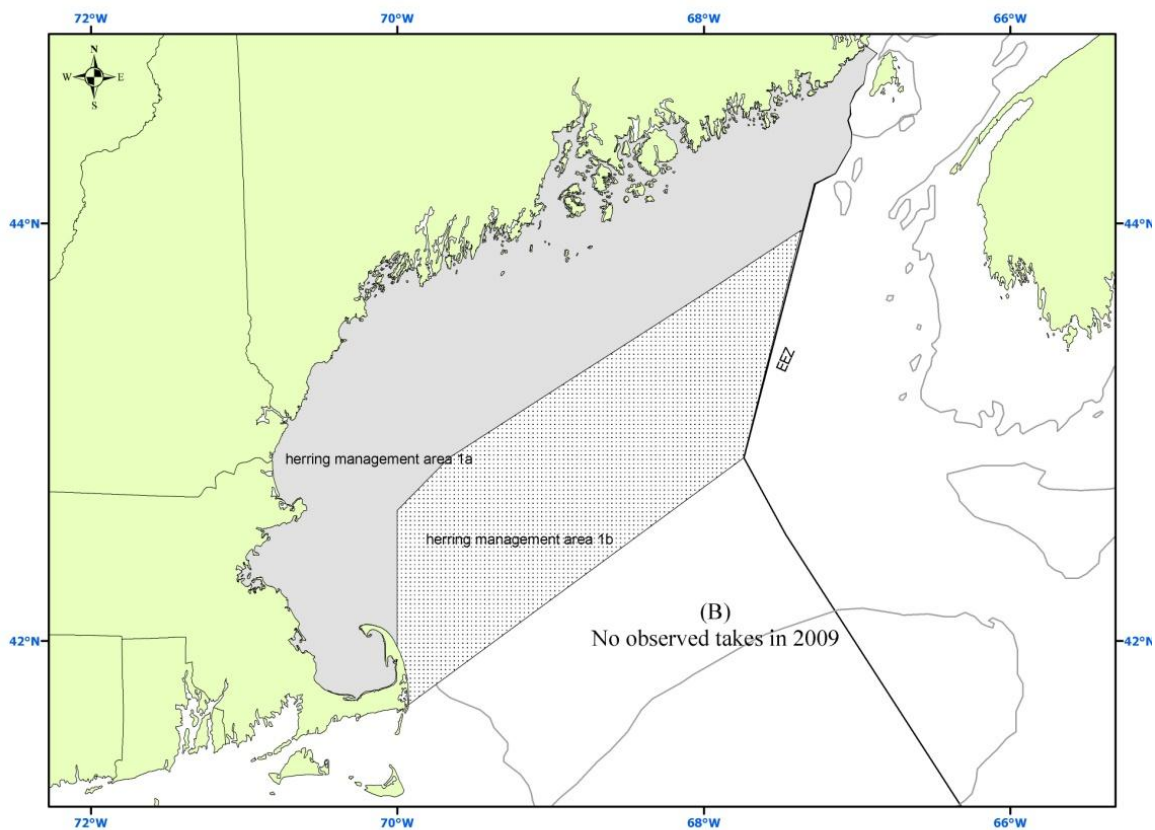 72°W 70°W 68°W 66°W
N
W E
S
44°N 44°N
EEZ
herring management area 1a
herring management area 1b
(B)
No observed takes in 2009
42°N 42°N
72°W 70°W 68°W 66°W